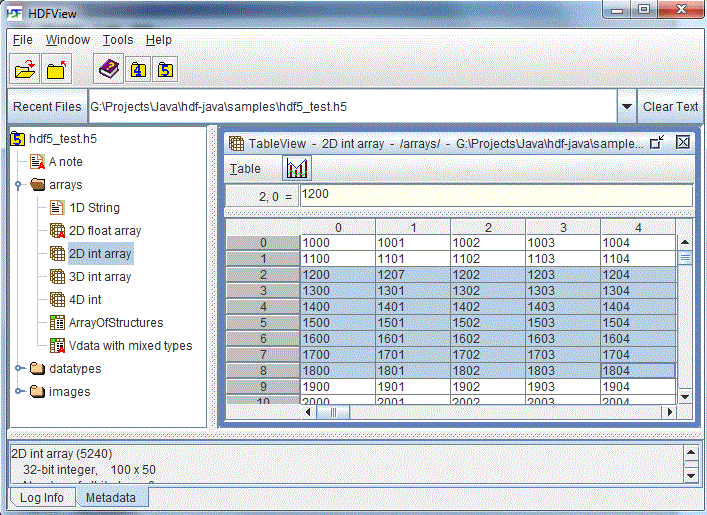 HDFView
File Window Tools Help
4 5
Recent Files G:\Projects\Java\hdf-java\samples\hdf5_test.h5 Clear Text
5 hdf5_test.h5
A note
arrays
1D String
2D float array
2D int array
3D int array
4D int
ArrayOfStructures
Vdata with mixed types
datatypes
images
TableView - 2D int array - /arrays/ - G:\Projects\Java\hdf-java\sample...
Table
2, 0 = 1200
0 1 2 3 4
0 1000 1001 1002 1003 1004
1 1100 1101 1102 1103 1104
2 1200 1207 1202 1203 1204
3 1300 1301 1302 1303 1304
4 1400 1401 1402 1403 1404
5 1500 1501 1502 1503 1504
6 1600 1601 1602 1603 1604
7 1700 1701 1702 1703 1704
8 1800 1801 1802 1803 1804
9 1900 1901 1902 1903 1904
10 2000 2001 2002 2003 2004
2D int array (5240)
32-bit integer, 100 x 50
Log Info Metadata